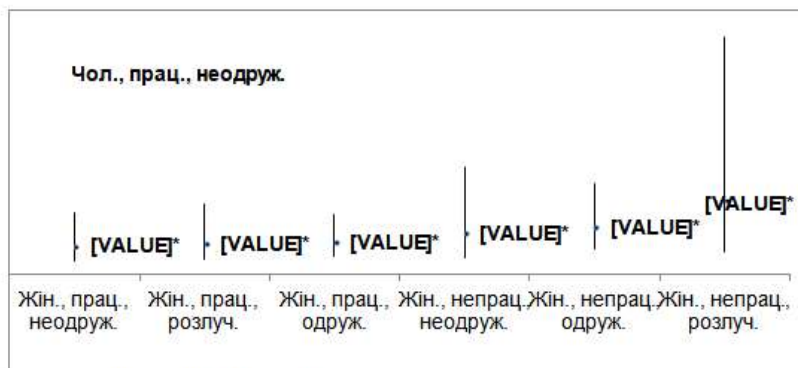 Чол., прац., неодруж.
[VALUE]*
[VALUE]* [VALUE]* [VALUE]* [VALUE]* [VALUE]*
Жін., прац., Жін., прац., Жін., прац., Жін., непрац., Жін., непрац., Жін., непрац.,
неодруж. розлуч. одруж. неодруж. одруж. розлуч.